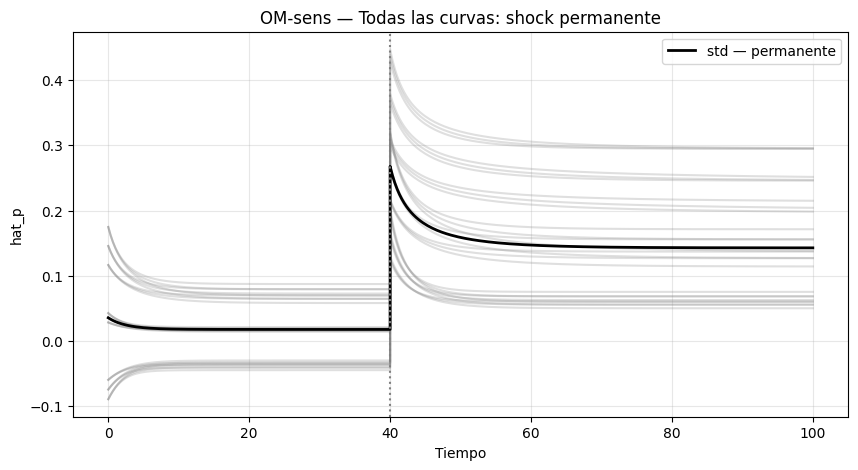 OM-sens — Todas las curvas: shock permanente
std — permanente
hat_p
0.4
0.3
0.2
0.1
0.0
−0.1
0 20 40 60 80 100
Tiempo